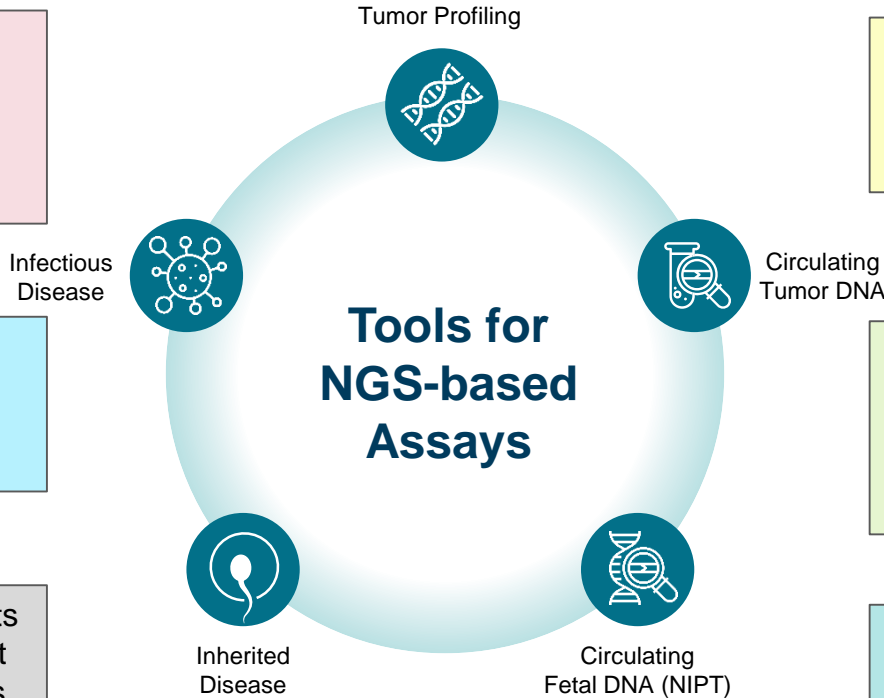 Tumor Profiling
Infectious
Disease
Circulating
Tumor DNA
Tools for
NGS-based
Assays
Inherited
Disease
Circulating
Fetal DNA (NIPT)